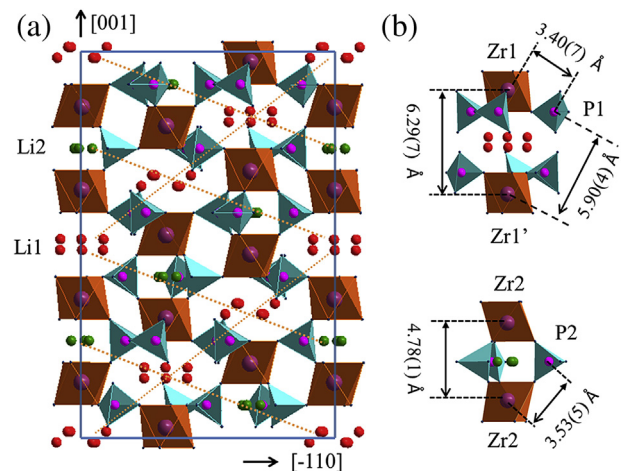 (a)
[001]
Li2
Li1
[-110]
(b)
Zr1
3.40(7) Å
P1
6.29(7) Å
5.90(4) Å
Zr1'
Zr2
P2
4.78(1) Å
3.53(5) Å
Zr2